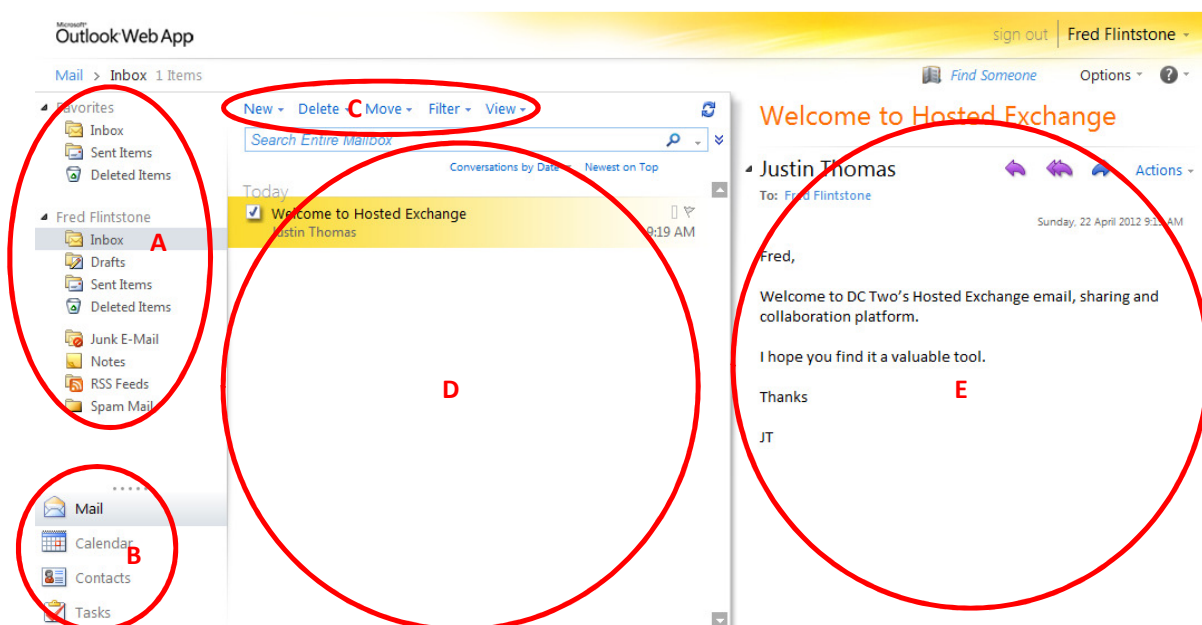 Microsoft®
Outlook Web App
sign out Fred Flintstone
Mail > Inbox 1 Items
Find Someone Options ?
Favorites
Inbox
Sent Items
Deleted Items
Fred Flintstone
Inbox
A
Drafts
Sent Items
Deleted Items
Junk E-Mail
Notes
RSS Feeds
Spam Mail
Mail
Calendar
B
Contacts
Tasks
New Delete C Move Filter View
Search Entire Mailbox
Conversations by Date Newest on Top
Today
Welcome to Hosted Exchange
Justin Thomas 9:19 AM
D
Welcome to Hosted Exchange
Justin Thomas Actions
To: Fred Flintstone
Sunday, 22 April 2012 9:19 AM
Fred,
Welcome to DC Two's Hosted Exchange email, sharing and
collaboration platform.
I hope you find it a valuable tool.
E
Thanks
JT